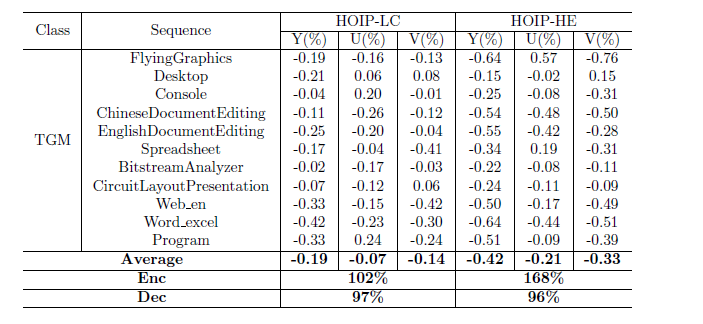 Class Sequence HOIP-LC HOIP-HE
Y(%) U(%) V(%) Y(%) U(%) V(%)
TGM
FlyingGraphics -0.19 -0.16 -0.13 -0.64 0.57 -0.76
Desktop -0.21 0.06 0.08 -0.15 -0.02 0.15
Console -0.04 0.20 -0.01 -0.25 -0.08 -0.31
ChineseDocumentEditing -0.11 -0.26 -0.12 -0.54 -0.48 -0.50
EnglishDocumentEditing -0.25 -0.20 -0.04 -0.55 -0.42 -0.28
Spreadsheet -0.17 -0.04 -0.41 -0.34 0.19 -0.31
BitstreamAnalyzer -0.02 -0.17 -0.03 -0.22 -0.08 -0.11
CircuitLayoutPresentation -0.07 -0.12 0.06 -0.24 -0.11 -0.09
Web_en -0.33 -0.15 -0.42 -0.50 -0.17 -0.49
Word_excel -0.42 -0.23 -0.30 -0.64 -0.44 -0.51
Program -0.33 0.24 -0.24 -0.51 -0.09 -0.39
Average -0.19 -0.07 -0.14 -0.42 -0.21 -0.33
Enc 102% 168%
Dec 97% 96%